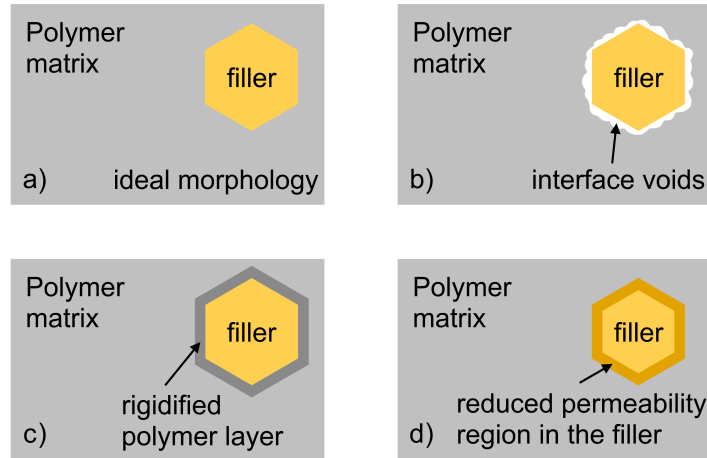 Polymer
matrix
filler
a)
ideal morphology
Polymer
matrix
filler
b)
interface voids
Polymer
matrix
filler
rigidified
c)
polymer layer
Polymer
matrix
filler
reduced permeability
d)
region in the filler